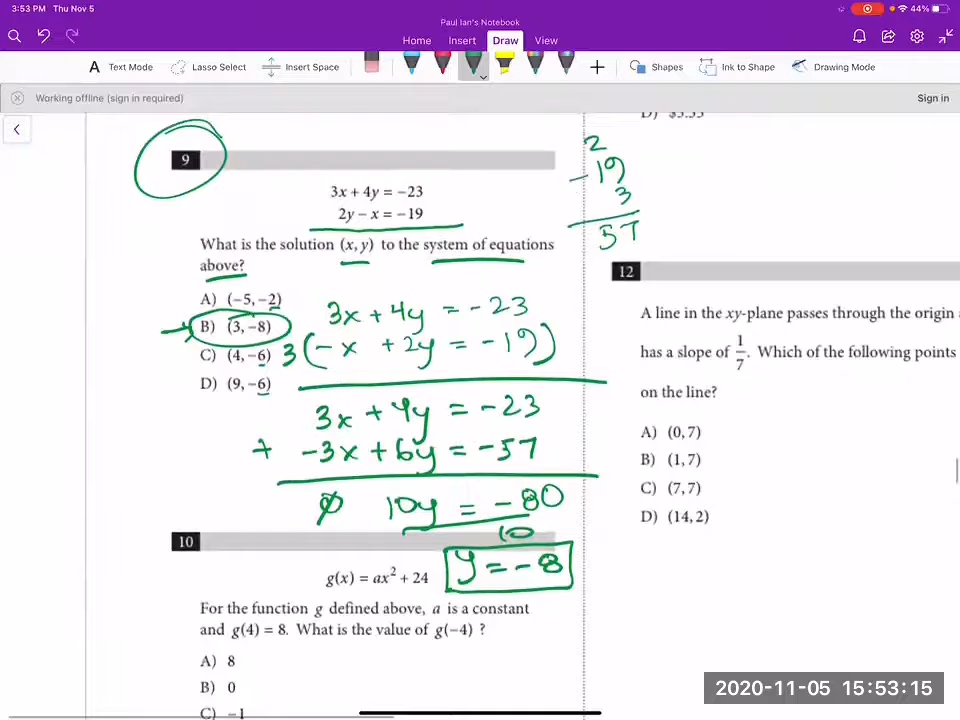 3:53 PM Thu Nov 5
44%
Paul Ian's Notebook
Home Insert Draw View
A Text Mode Lasso Select Insert Space Shapes Ink to Shape Drawing Mode
Working offline (sign in required) Sign in
9
3x + 4y = −23
2y − x = −19
What is the solution (x, y) to the system of equations
above?
A) (−5, −2)
B) (3, −8)
C) (4, −6)
D) (9, −6)
3x + 4y = -23
3 (-x + 2y = -19)
3x + 4y = -23
+ -3x + 6y = -57
0 10y = -80
10
y = -8
10
g(x) = ax² + 24
For the function g defined above, a is a constant
and g(4) = 8. What is the value of g(−4) ?
A) 8
B) 0
C) −1
D) $5.55
2
-19
3
57
12
A line in the xy-plane passes through the origin
has a slope of 1/7. Which of the following points
on the line?
A) (0, 7)
B) (1, 7)
C) (7, 7)
D) (14, 2)
2020-11-05 15:53:15